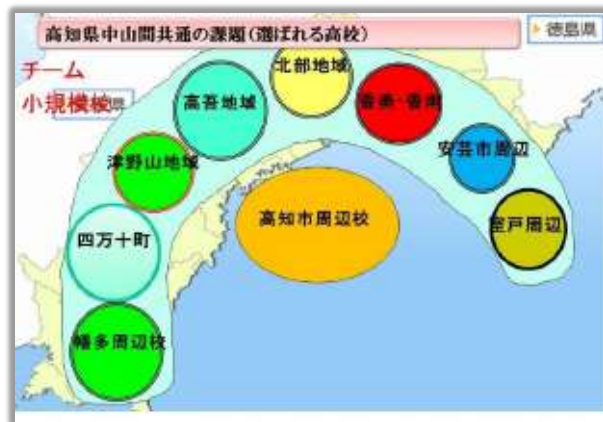 高知県中山間共通の課題(選ばれる高校)
徳島県
チーム
小規模校
県
北部地域
高吾地域
香美・香南
津野山地域
安芸市周辺
四万十町
高知市周辺校
室戸周辺
幡多周辺校